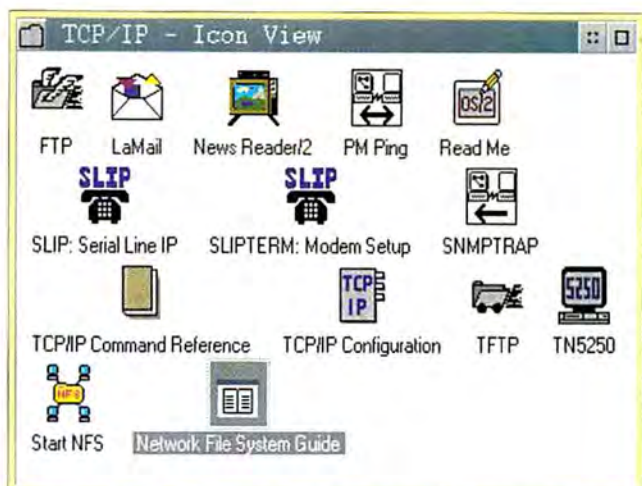 TCP/IP - Icon View
FTP LaMail News Reader/2 PM Ping Read Me
OS/2
SLIP SLIP
SLIP: Serial Line IP SLIPTERM: Modem Setup SNMPTRAP
TCP IP
5250
TCP/IP Command Reference TCP/IP Configuration TFTP TN5250
NFS
Start NFS Network File System Guide